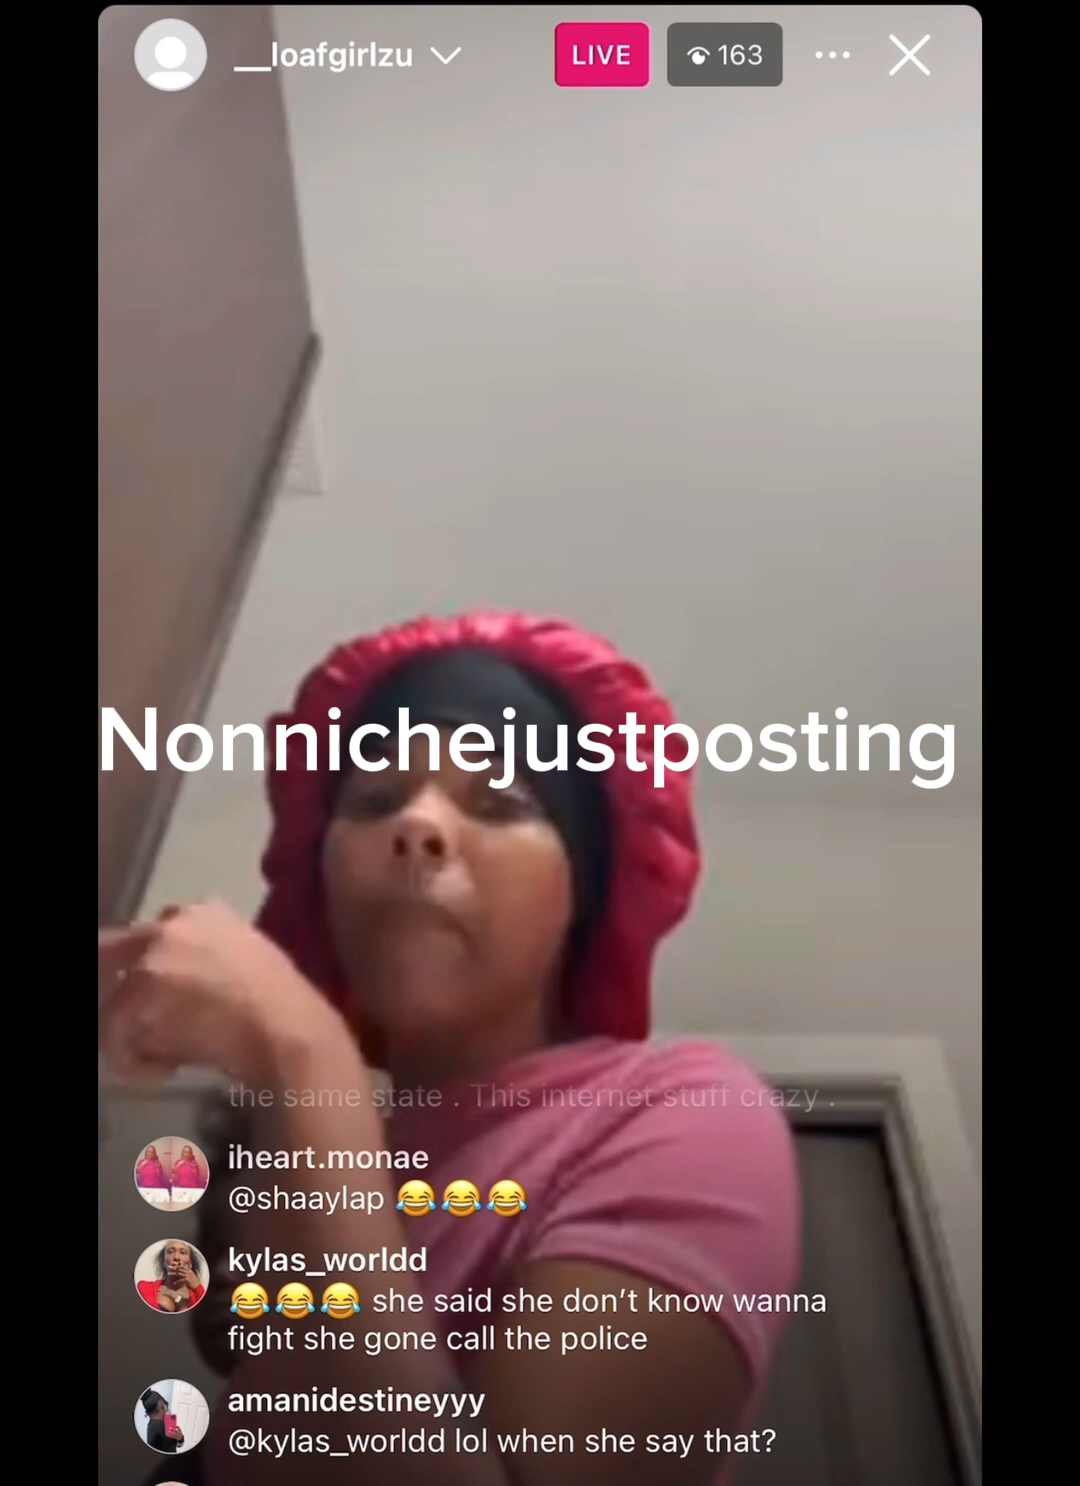 __loafgirlzu
LIVE
163
Nonnichejustposting
the same state . This internet stuff crazy .
iheart.monae
@shaaylap 😂😂😂
kylas_worldd
😂😂😂 she said she don’t know wanna
fight she gone call the police
amanidestineyyy
@kylas_worldd lol when she say that?